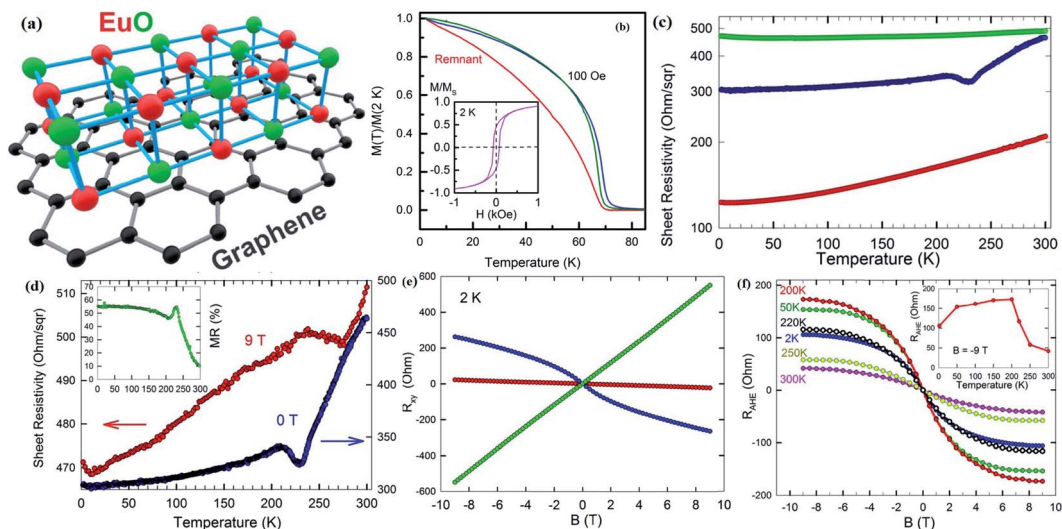 (a)
EuO
Graphene
(b)
M(T)/M(2 K)
1.0
0.8
0.6
0.4
0.2
0.0
Remnant
100 Oe
M/Ms
2 K
1.0
0.5
0.0
-0.5
-1.0
-1 0 1
H (kOe)
0 20 40 60 80
Temperature (K)
(c)
Sheet Resistivity (Ohm/sqr)
500
400
300
200
100
0 50 100 150 200 250 300
Temperature (K)
(d)
Sheet Resistivity (Ohm/sqr)
510
500
490
480
470
70
60
50
40
30
20
10
0
MR (%)
0 50 100 150 200 250 300
9 T
0 T
500
450
400
350
300
0 50 100 150 200 250 300
Temperature (K)
(e)
2 K
Rxy (Ohm)
600
400
200
0
-200
-400
-600
-10 -8 -6 -4 -2 0 2 4 6 8 10
B (T)
(f)
RAHE (Ohm)
200
100
0
-100
200
200K
50K
220K
2K
250K
300K
RAHE (Ohm)
200
150
100
50
0
B = -9 T
0 50 100 150 200 250 300
Temperature (K)
-10 -8 -6 -4 -2 0 2 4 6 8 10
B (T)